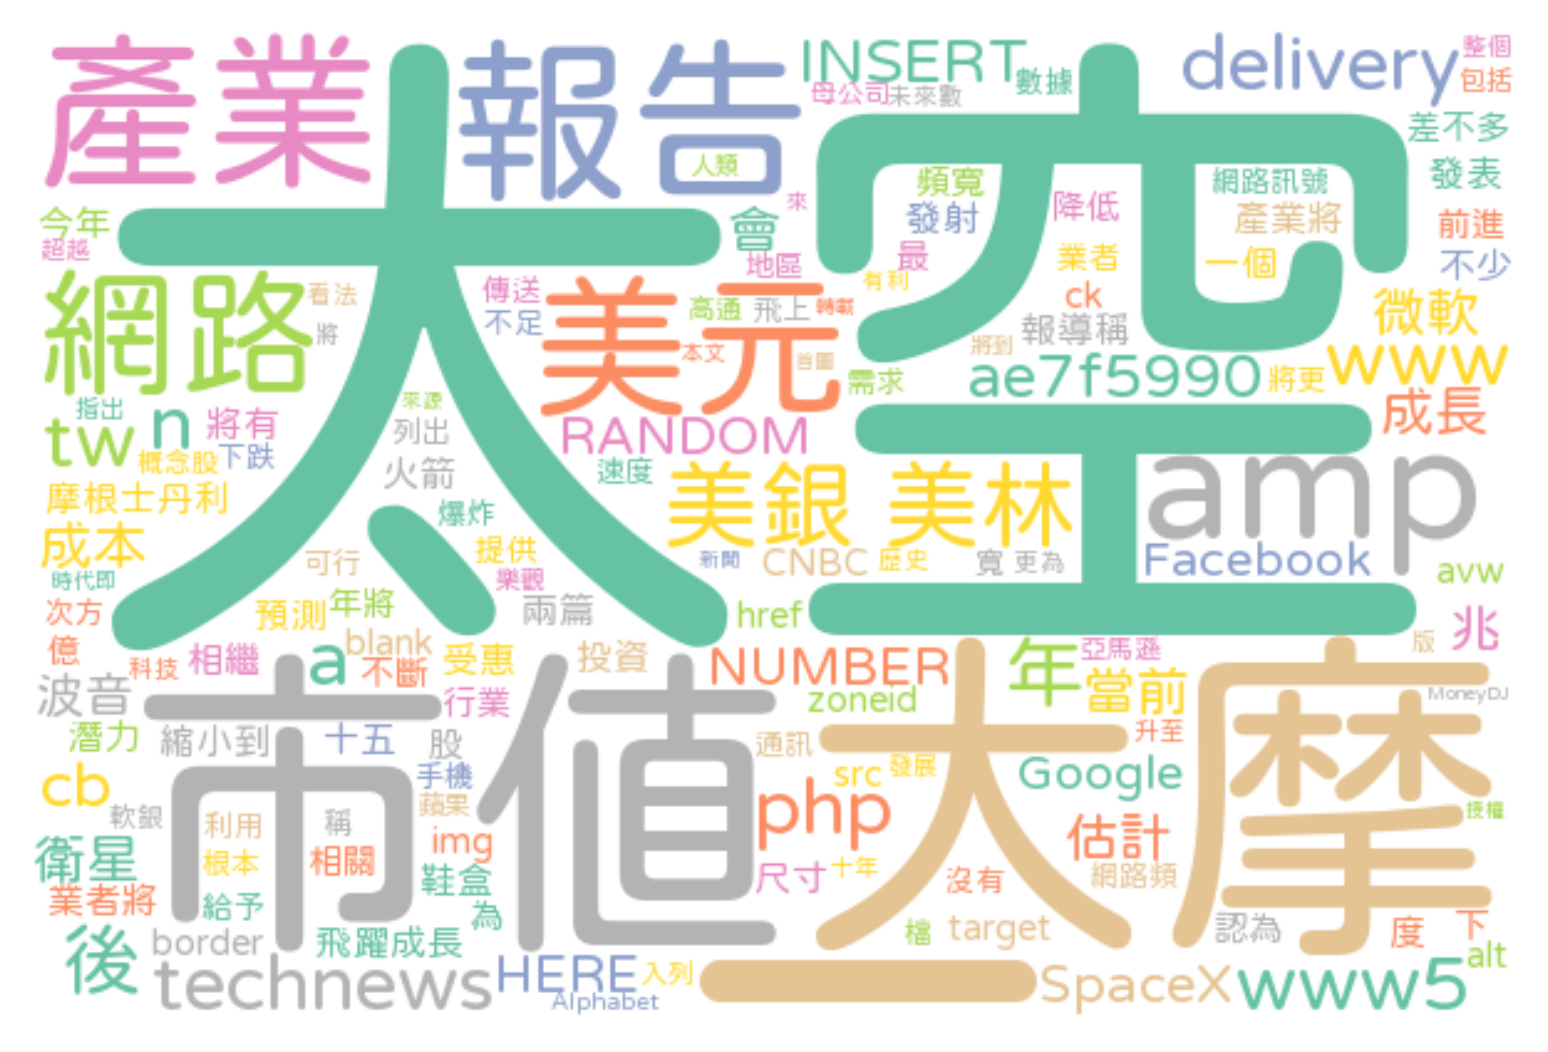 產業
報告
INSERT
數據
母公司
未來數
delivery
整個
包括
太空
人類
來
會
地區
頻寬
發射
最
有利
降低
網路訊號
產業將
業者
一個
差不多
發表
前進
不少
今年
超越
網路
看法
將
傳送
不足
美元
高通
飛上
轉載
本文
首圖
ck
報導稱
將到
需求
ae7f5990
將更
微軟
www
成長
指出
tw
n
將有
概念股
下跌
來源
列出
火箭
RANDOM
速度
美銀 美林
amp
摩根士丹利
成本
時代即
爆炸
提供
可行
樂觀
新聞
CNBC
歷史
寬
更為
Facebook
avw
次方
億
預測
年將
兩篇
href
兆
科技
相繼
a
blank
不斷
受惠
投資
NUMBER
年
亞馬遜
當前
版
MoneyDJ
波音
市值
行業
zoneid
大摩
潛力
縮小到
十五
股
通訊
升至
cb
手機
蘋果
src
發展
Google
軟銀
利用
稱
php
授權
衛星
根本
相關
img
估計
業者將
給予
鞋盒
尺寸
十年
沒有
網路頻
後
border
飛躍成長
為
檔
target
認為
度
下
technews
HERE
入列
Alphabet
SpaceX
www5
alt